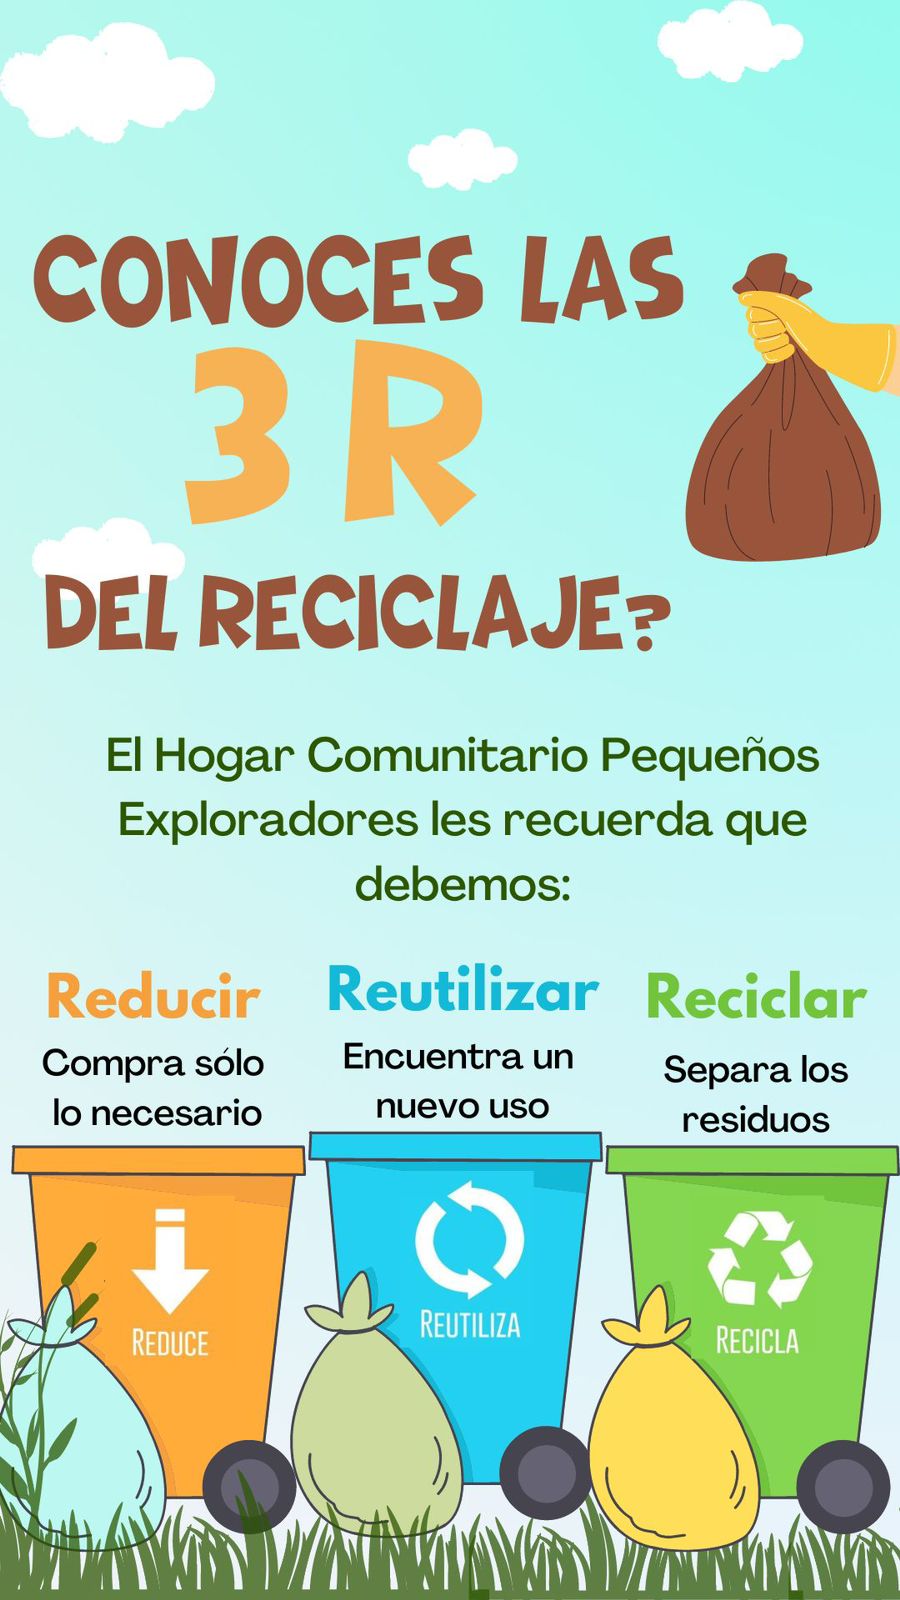 CONOCES LAS
3 R
DEL RECICLAJE?
El Hogar Comunitario Pequeños
Exploradores les recuerda que
debemos:
Reducir
Compra sólo
lo necesario
Reutilizar
Encuentra un
nuevo uso
Reciclar
Separa los
residuos
REDUCE
REUTILIZA
RECICLA